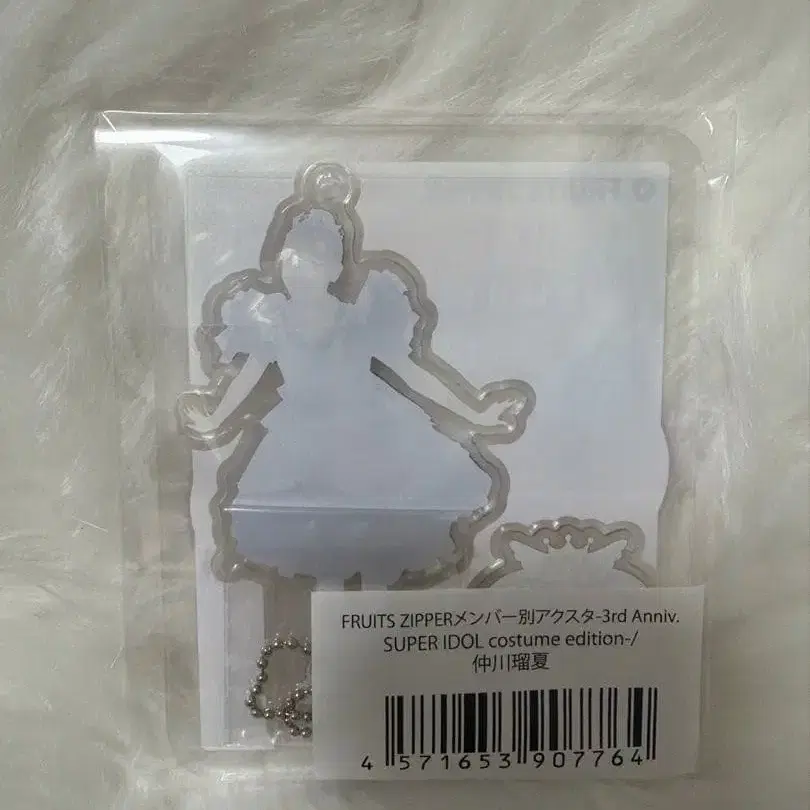 FRUITS ZIPPERメンバー別アクスタ-3rd Anniv.
SUPER IDOL costume edition-/
仲川瑠夏
4 571653 907764